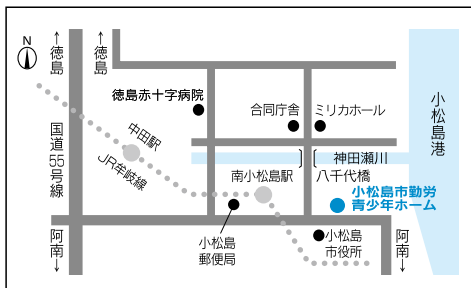 N
←徳島
←徳島
徳島赤十字病院
合同庁舎
ミリカホール
小松島港
中田駅
JR牟岐線
国道55号線
神田瀬川
南小松島駅
八千代橋
小松島市勤労
青少年ホーム
小松島
郵便局
小松島
市役所
阿南→
阿南→